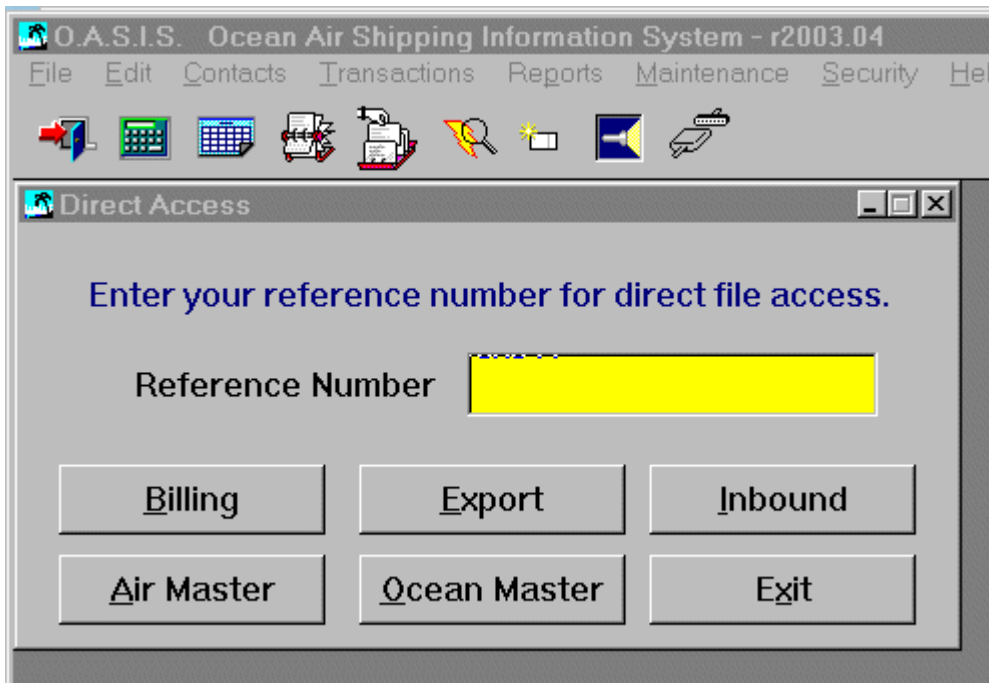 O.A.S.I.S. Ocean Air Shipping Information System - r2003.04
File Edit Contacts Transactions Reports Maintenance Security Hel
Direct Access
Enter your reference number for direct file access.
Reference Number
Billing Export Inbound
Air Master Ocean Master Exit